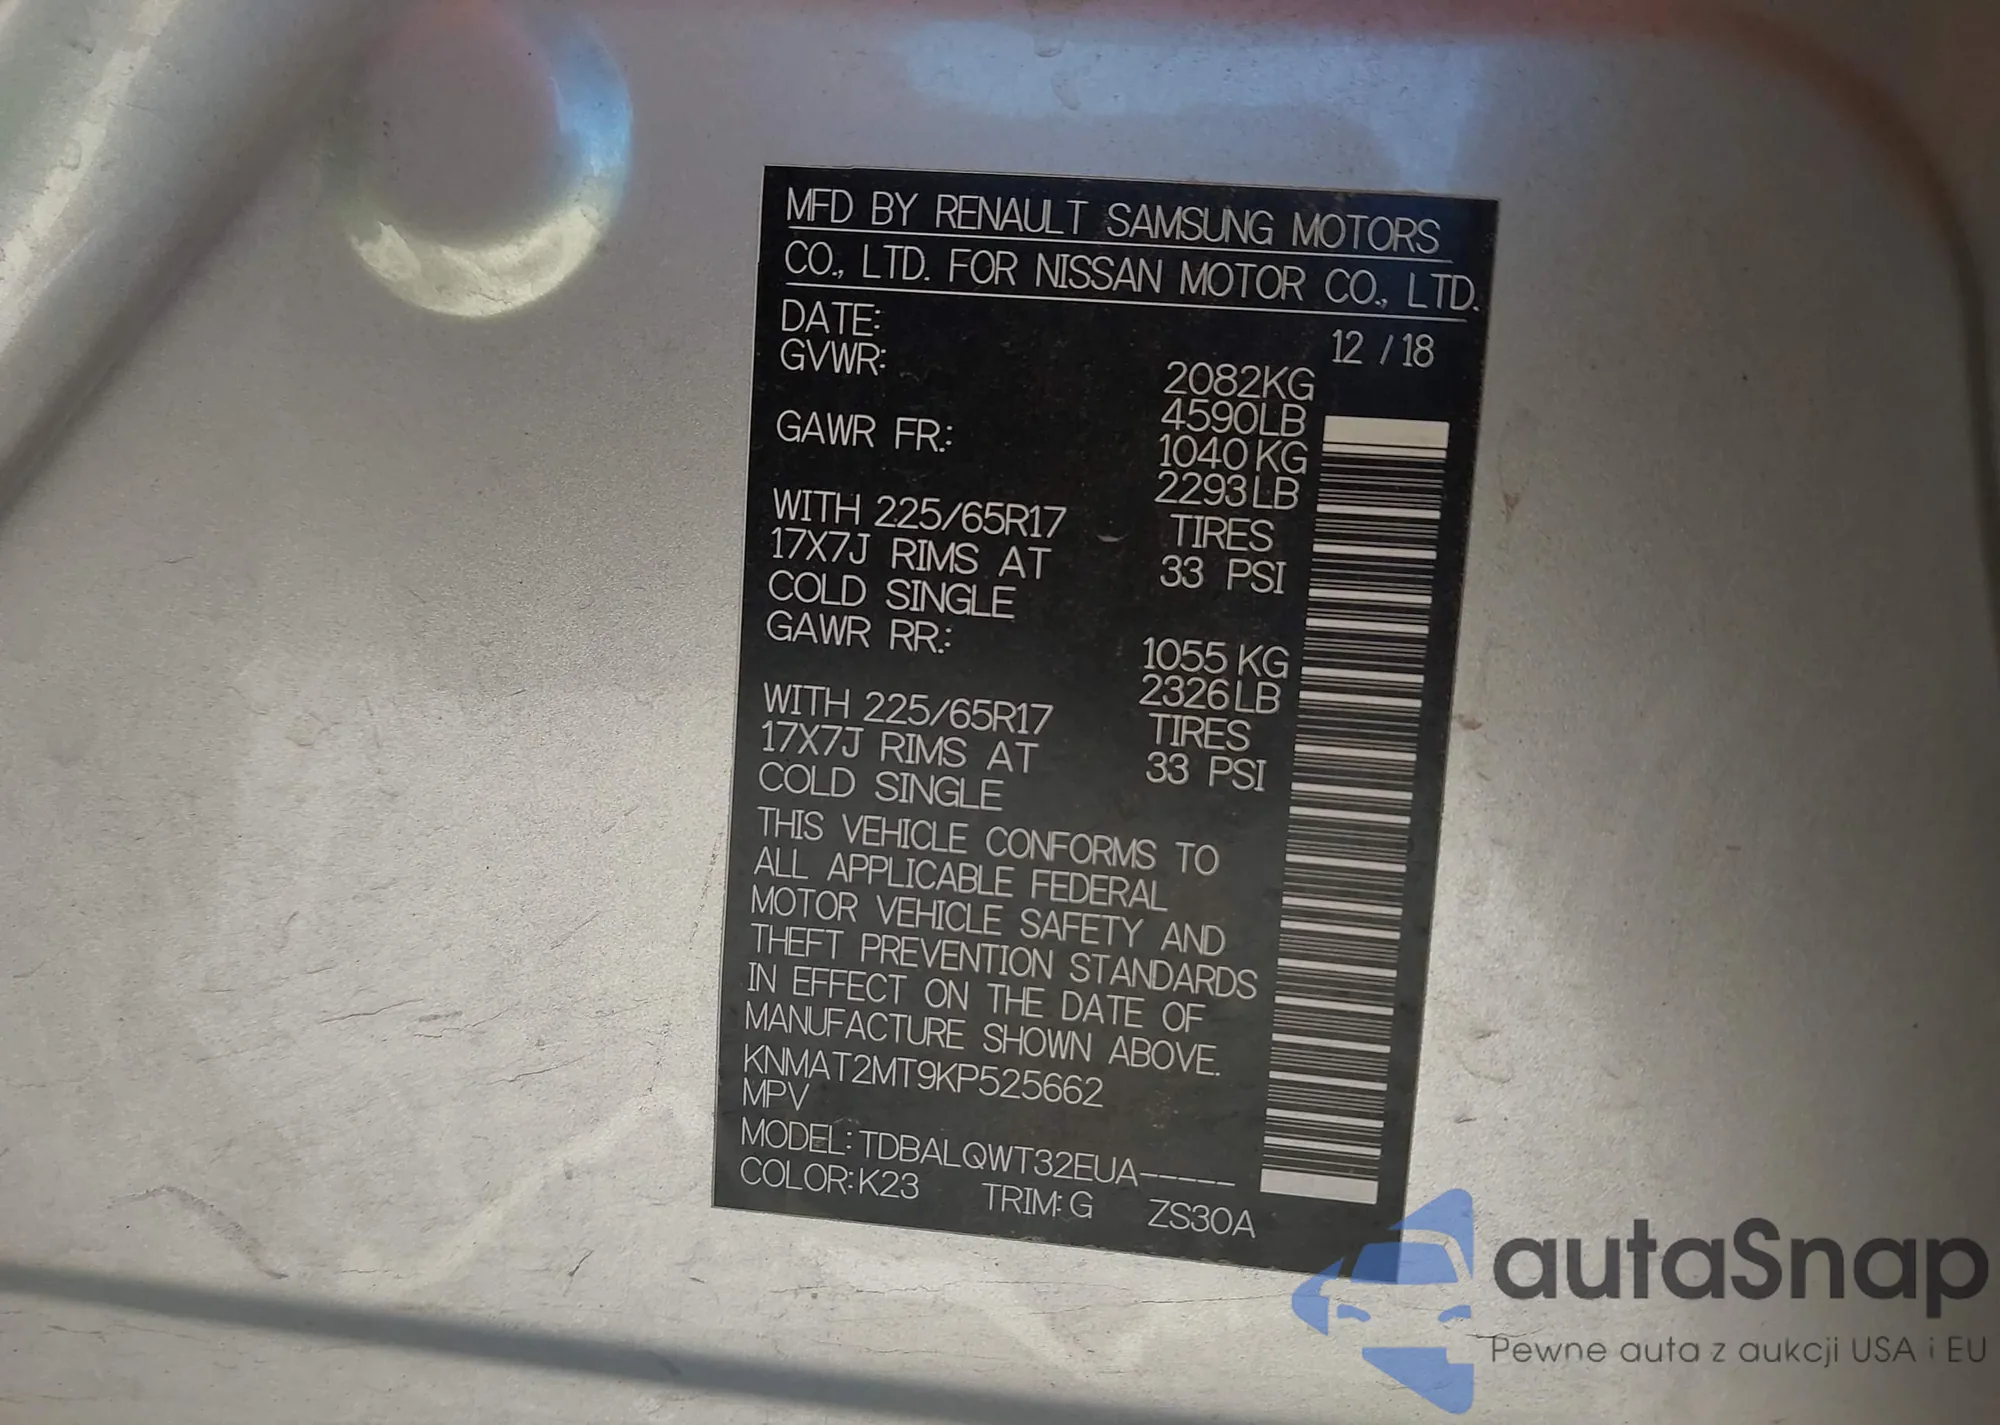 MFD BY RENAULT SAMSUNG MOTORS
CO., LTD. FOR NISSAN MOTOR CO., LTD.
DATE: 12 / 18
GVWR: 2082KG
4590LB
GAWR FR.: 1040 KG
2293 LB
WITH 225/65R17 TIRES
17X7J RIMS AT 33 PSI
COLD SINGLE
GAWR RR.: 1055 KG
2326 LB
WITH 225/65R17 TIRES
17X7J RIMS AT 33 PSI
COLD SINGLE
THIS VEHICLE CONFORMS TO
ALL APPLICABLE FEDERAL
MOTOR VEHICLE SAFETY AND
THEFT PREVENTION STANDARDS
IN EFFECT ON THE DATE OF
MANUFACTURE SHOWN ABOVE.
KNMAT2MT9KP525662
MPV
MODEL: TDBALQWT32EUA-----
COLOR: K23 TRIM: G ZS30A
autaSnap
Pewne auta z aukcji USA i EU